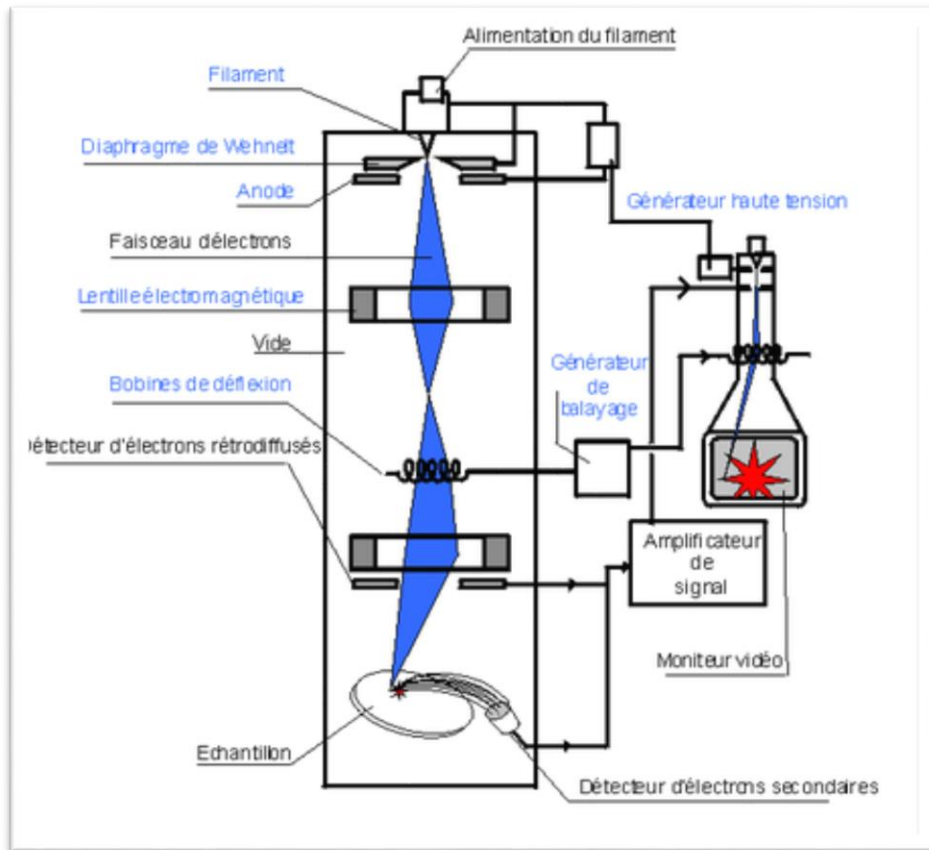 Alimentation du filament
Filament
Diaphragme de Wehnelt
Anode
Générateur haute tension
Faisceau délectrons
Lentille électromagnétique
Vide
Générateur
de
balayage
Bobines de déflexion
étecteur d'électrons rétrodiffusés
Amplificateur
de
signal
Moniteur vidéo
Echantillon
Détecteur d'électrons secondaires